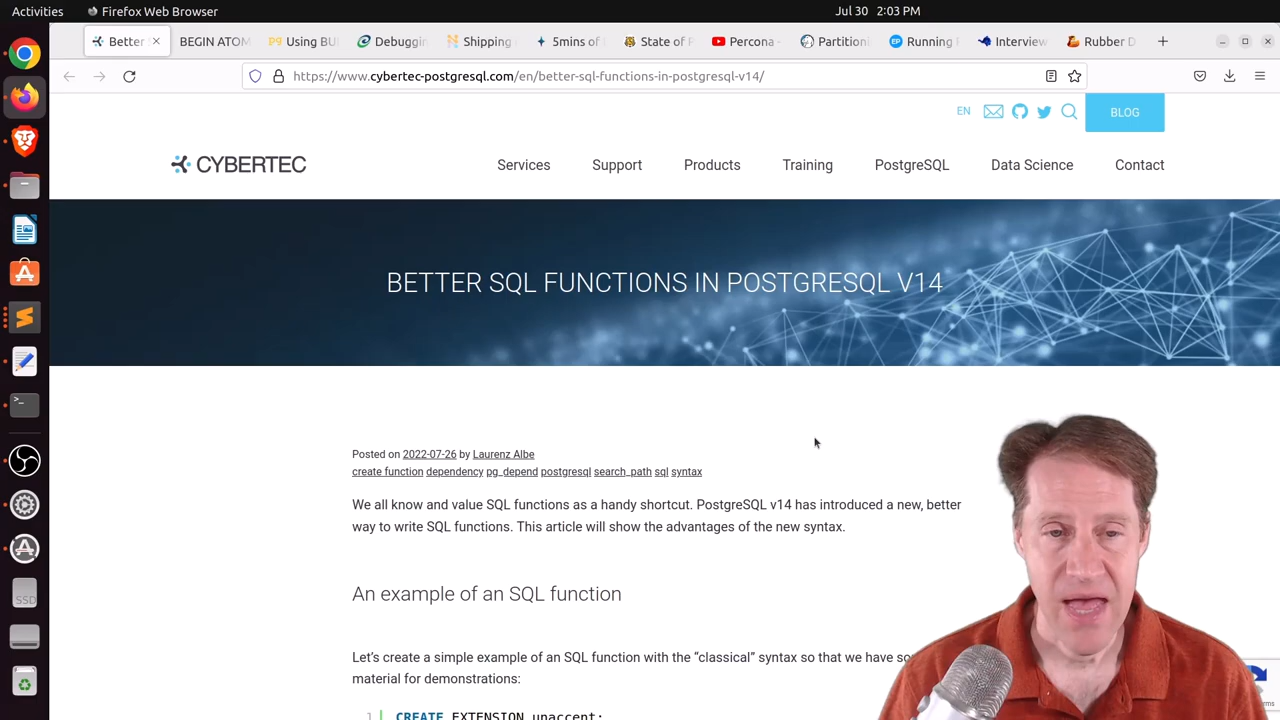 Activities
Firefox Web Browser
Jul 30 2:03 PM
Better
BEGIN ATOM
Using BU
Debuggin
Shipping
5mins of
State of P
Percona -
Partition
Running
Interview
Rubber D
https://www.cybertec-postgresql.com/en/better-sql-functions-in-postgresql-v14/
EN
BLOG
CYBERTEC
Services Support Products Training PostgreSQL Data Science Contact
BETTER SQL FUNCTIONS IN POSTGRESQL V14
Posted on 2022-07-26 by Laurenz Albe
create function dependency pg_depend postgresql search_path sql syntax
We all know and value SQL functions as a handy shortcut. PostgreSQL v14 has introduced a new, better
way to write SQL functions. This article will show the advantages of the new syntax.
An example of an SQL function
Let's create a simple example of an SQL function with the "classical" syntax so that we have so
material for demonstrations:
1 CREATE EXTENSION unaccent;
SSD